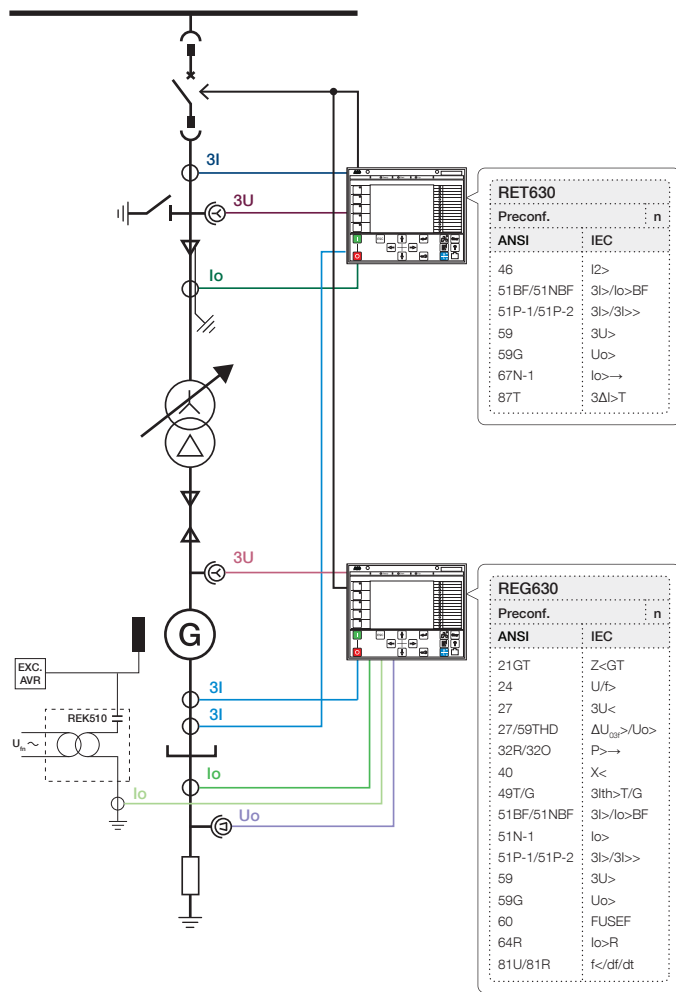 3I
3U
Io
RET630
Preconf. n
ANSI IEC
46 I2>
51BF/51NBF 3I>/Io>BF
51P-1/51P-2 3I>/3I>>
59 3U>
59G Uo>
67N-1 Io>→
87T 3ΔI>T
3U
G
EXC.
AVR
REK510
Ufn ~
3I
3I
Io
Io
Uo
REG630
Preconf. n
ANSI IEC
21GT Z<GT
24 U/f>
27 3U<
27/59THD ΔU03f>/Uo>
32R/32O P>→
40 X<
49T/G 3Ith>T/G
51BF/51NBF 3I>/Io>BF
51N-1 Io>
51P-1/51P-2 3I>/3I>>
59 3U>
59G Uo>
60 FUSEF
64R Io>R
81U/81R f</df/dt